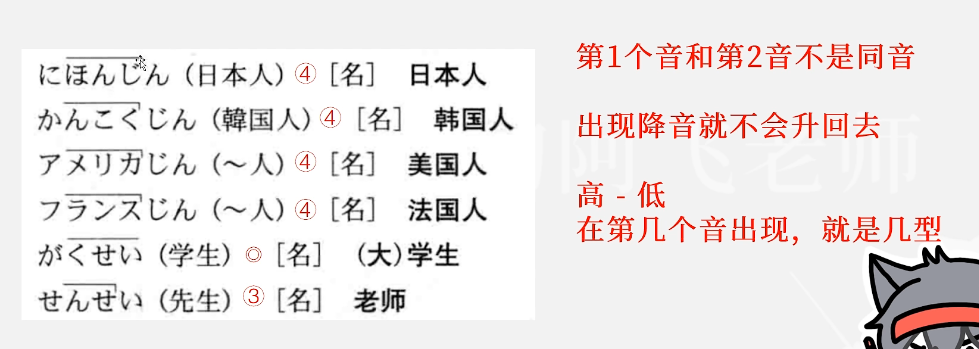 にほんじん（日本人）④［名］ 日本人
かんこくじん（韓国人）④［名］ 韩国人
アメリカじん（～人）④［名］ 美国人
フランスじん（～人）④［名］ 法国人
がくせい（学生）◎［名］ （大）学生
せんせい（先生）③［名］ 老师
第1个音和第2音不是同音
出现降音就不会升回去
高 - 低
在第几个音出现，就是几型
阿飞老师